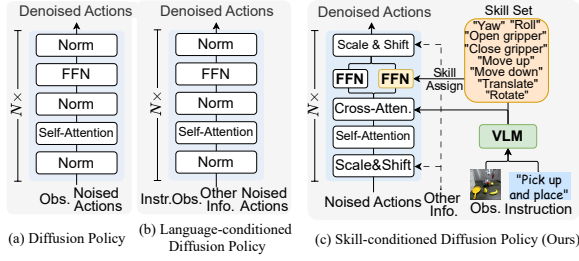 Denoised Actions
N×
Norm
FFN
Norm
Self-Attention
Norm
Obs. Noised
Actions
(a) Diffusion Policy
Denoised Actions
N×
Norm
FFN
Norm
Self-Attention
Norm
Instr. Obs. Other Noised
Info. Actions
(b) Language-conditioned
Diffusion Policy
Denoised Actions
N×
Scale & Shift
FFN
FFN
Cross-Atten.
Self-Attention
Scale&Shift
Noised Actions
Other
Info.
Skill
Assign
Skill Set
"Yaw" "Roll"
"Open gripper"
"Close gripper"
"Move up"
"Move down"
"Translate"
"Rotate"
VLM
"Pick up
and place"
Obs. Instruction
(c) Skill-conditioned Diffusion Policy (Ours)